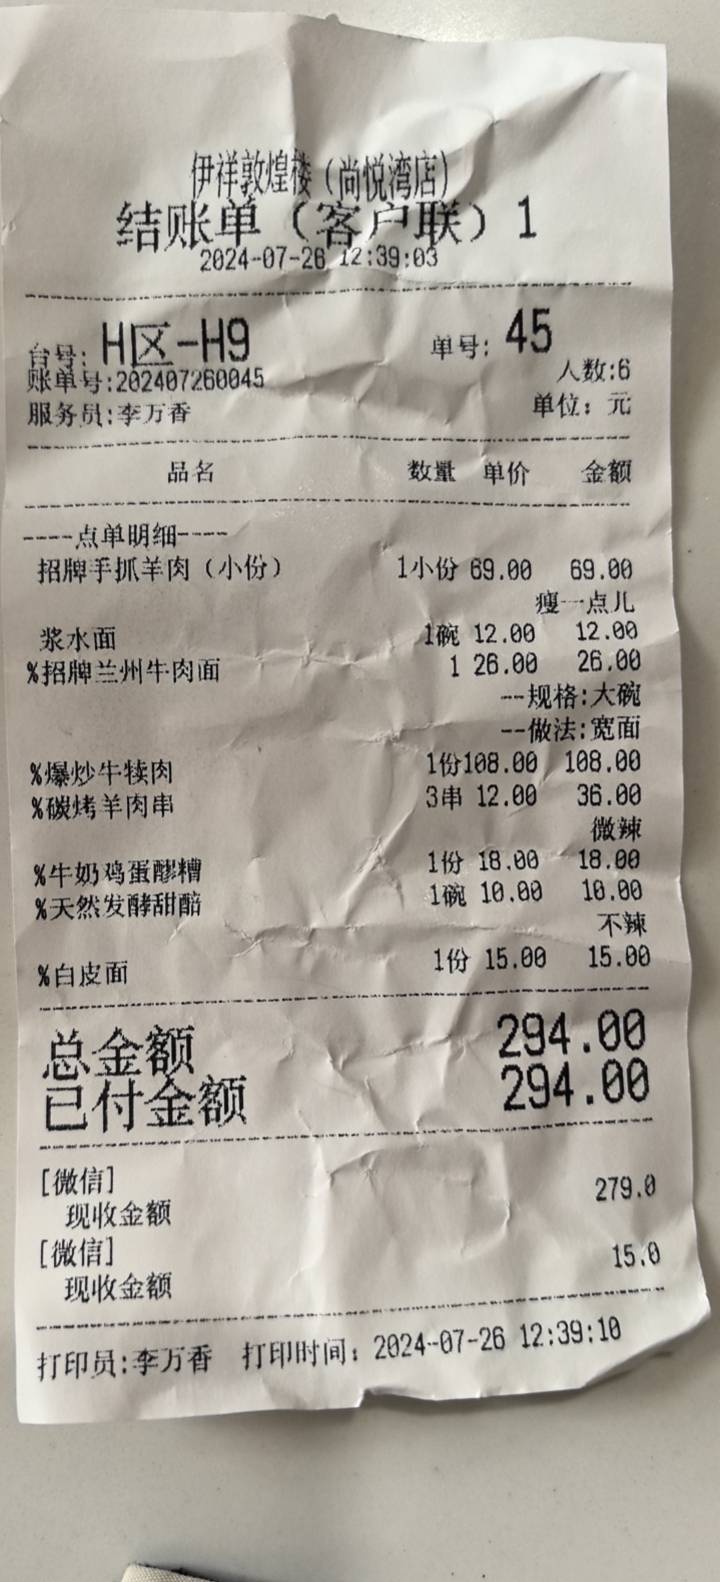 伊祥敦煌楼（尚悦湾店）
结账单（客户联）1
2024-07-26 12:39:03
台号: H区-H9 单号: 45
账单号:202407260045 人数:6
服务员:李万香 单位: 元
品名 数量 单价 金额
----点单明细----
招牌手抓羊肉（小份） 1小份 69.00 69.00
瘦一点儿
浆水面 1碗 12.00 12.00
%招牌兰州牛肉面 1 26.00 26.00
--规格:大碗
--做法:宽面
%爆炒牛犊肉 1份108.00 108.00
%碳烤羊肉串 3串 12.00 36.00
微辣
%牛奶鸡蛋醪糟 1份 18.00 18.00
%天然发酵甜醅 1碗 10.00 10.00
不辣
%白皮面 1份 15.00 15.00
总金额 294.00
已付金额 294.00
[微信]
现收金额 279.0
[微信]
现收金额 15.0
打印员:李万香 打印时间: 2024-07-26 12:39:10